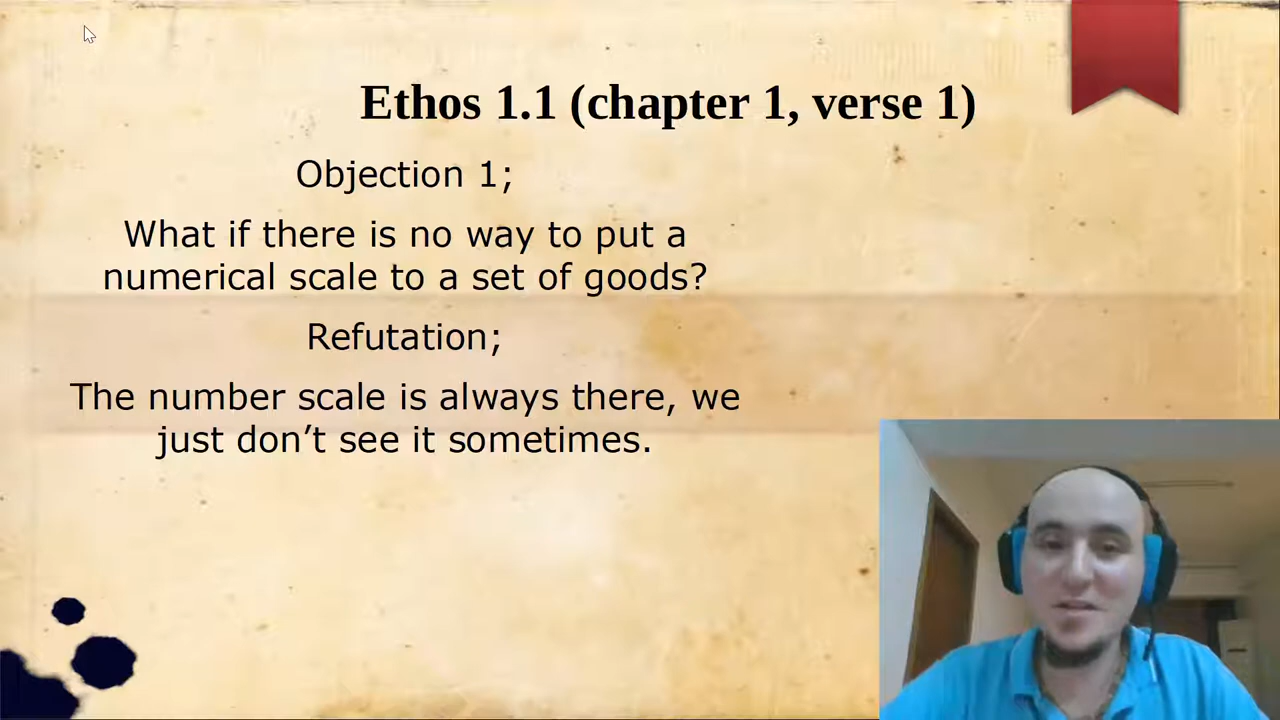 Ethos 1.1 (chapter 1, verse 1)
Objection 1;
What if there is no way to put a
numerical scale to a set of goods?
Refutation;
The number scale is always there, we
just don’t see it sometimes.